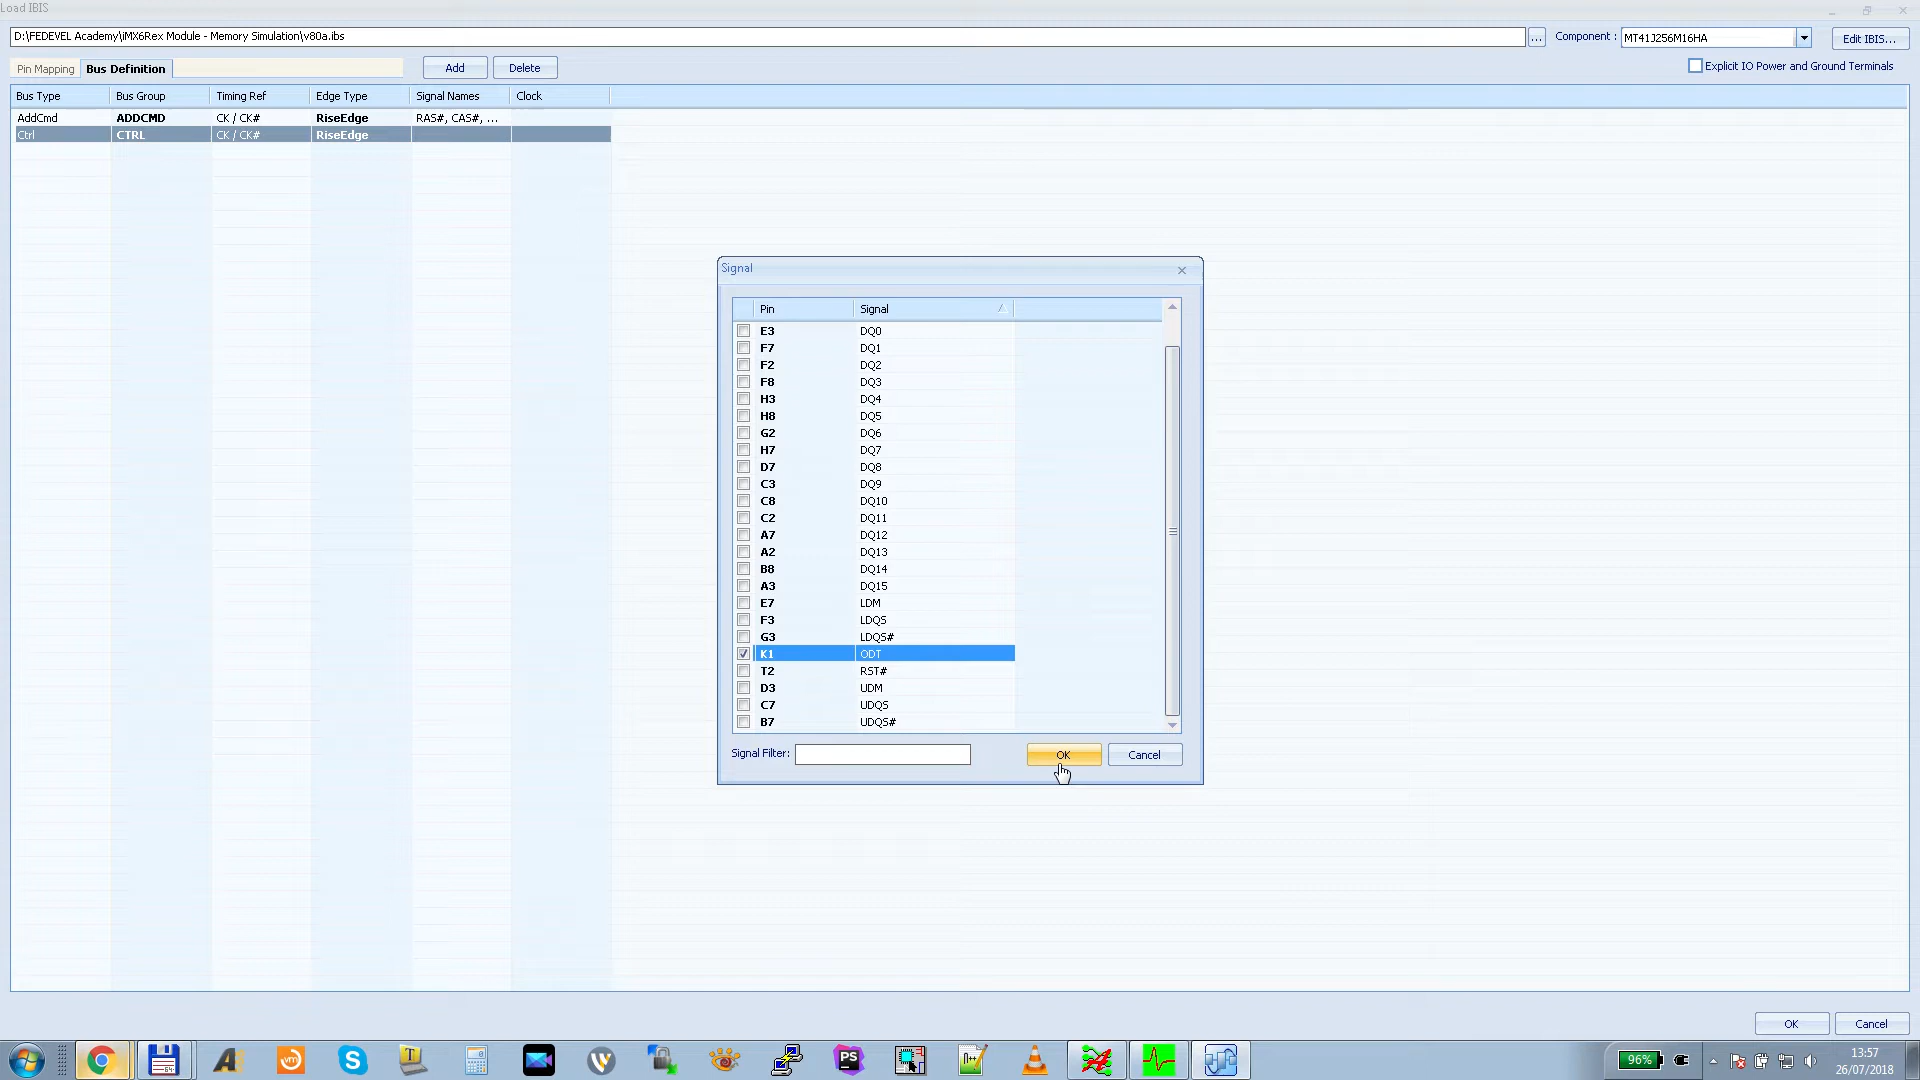 Load IBIS
D:\FEDEVEL Academy\iMX6Rex Module - Memory Simulation\v80a.ibs
...
Component :
MT41J256M16HA
Edit IBIS...
Pin Mapping
Bus Definition
Add
Delete
Explicit IO Power and Ground Terminals
Bus Type Bus Group Timing Ref Edge Type Signal Names Clock
AddCmd ADDCMD CK / CK# RiseEdge RAS#, CAS#, ...
Ctrl CTRL CK / CK# RiseEdge
Signal
Pin Signal
E3 DQ0
F7 DQ1
F2 DQ2
F8 DQ3
H3 DQ4
H8 DQ5
G2 DQ6
H7 DQ7
D7 DQ8
C3 DQ9
C8 DQ10
C2 DQ11
A7 DQ12
A2 DQ13
B8 DQ14
A3 DQ15
E7 LDM
F3 LDQS
G3 LDQS#
K1 ODT
T2 RST#
D3 UDM
C7 UDQS
B7 UDQS#
Signal Filter:
OK
Cancel
OK
Cancel
96%
13:57
26/07/2018